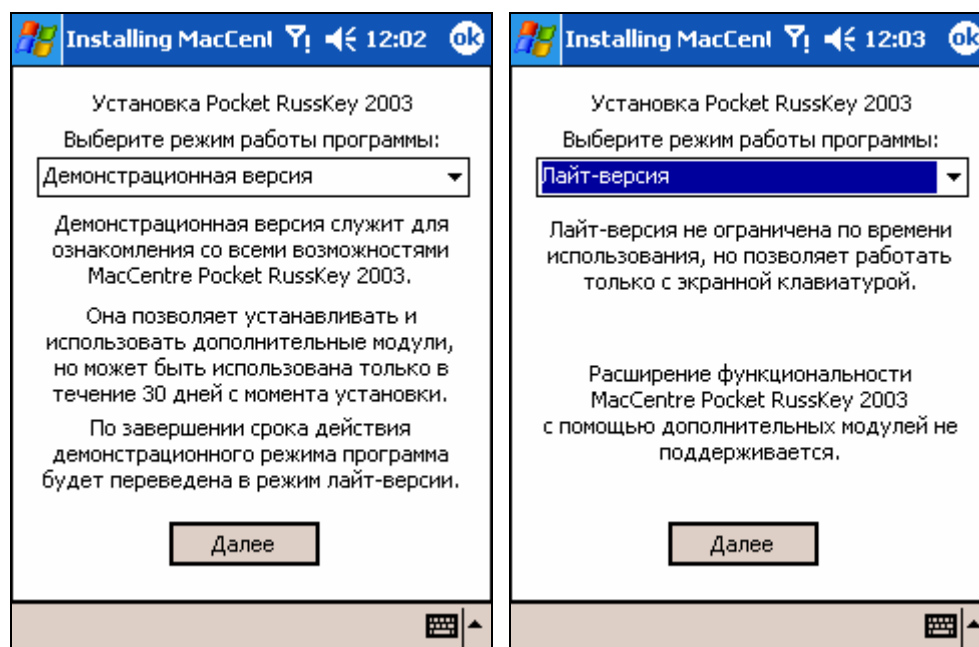 Installing MacCent 12:02 ok
Установка Pocket RussKey 2003
Выберите режим работы программы:
Демонстрационная версия
Демонстрационная версия служит для
ознакомления со всеми возможностями
MacCentre Pocket RussKey 2003.
Она позволяет устанавливать и
использовать дополнительные модули,
но может быть использована только в
течение 30 дней с момента установки.
По завершении срока действия
демонстрационного режима программа
будет переведена в режим лайт-версии.
Далее
Installing MacCent 12:03 ok
Установка Pocket RussKey 2003
Выберите режим работы программы:
Лайт-версия
Лайт-версия не ограничена по времени
использования, но позволяет работать
только с экранной клавиатурой.
Расширение функциональности
MacCentre Pocket RussKey 2003
с помощью дополнительных модулей не
поддерживается.
Далее